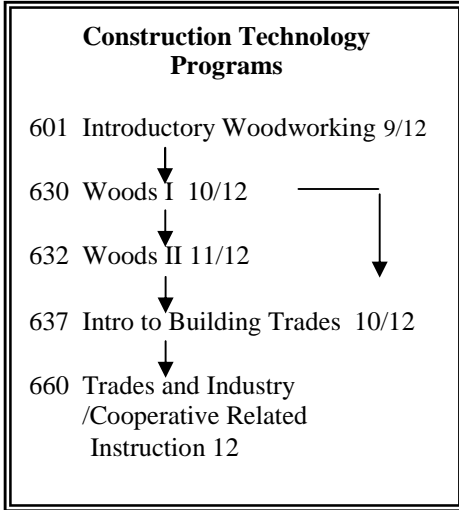 Construction Technology
Programs
601 Introductory Woodworking 9/12
630 Woods I 10/12
632 Woods II 11/12
637 Intro to Building Trades 10/12
660 Trades and Industry
/Cooperative Related
Instruction 12